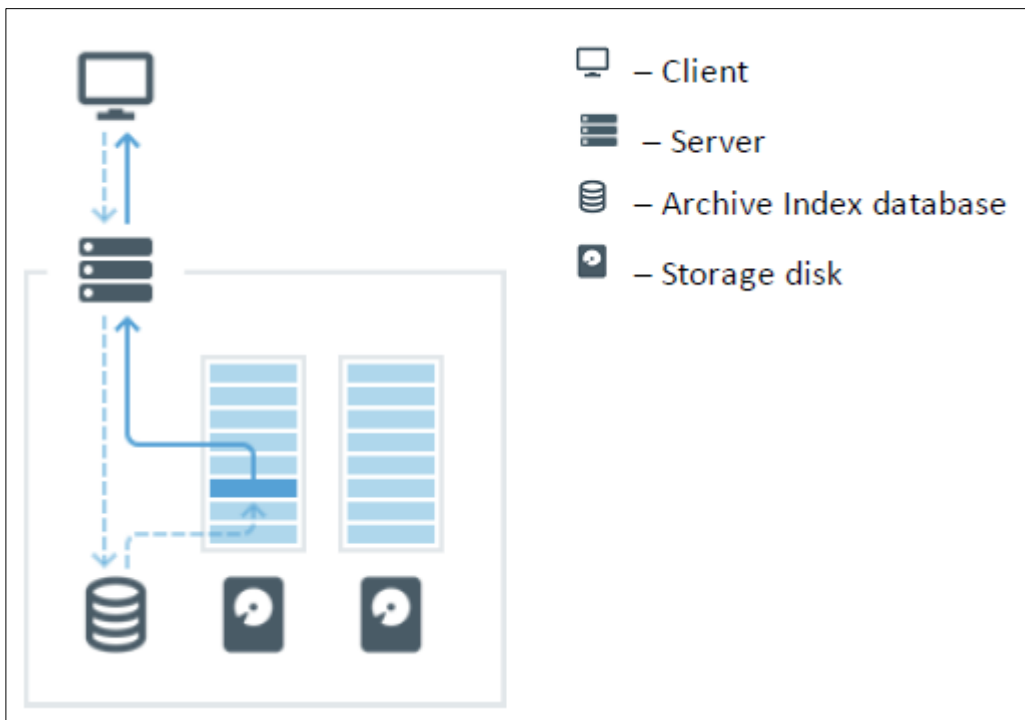 – Client
– Server
– Archive Index database
– Storage disk